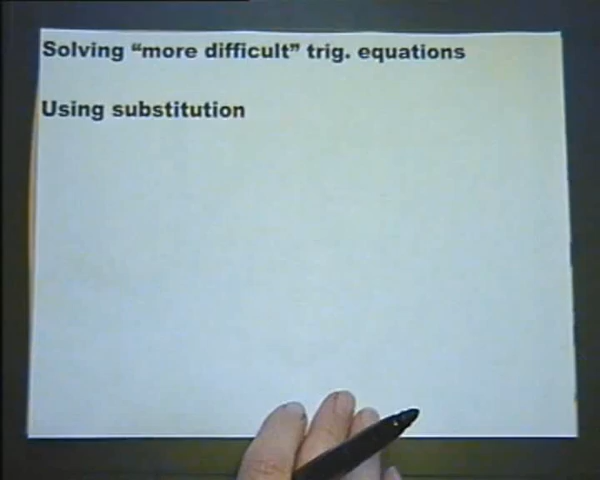 Solving “more difficult” trig. equations
Using substitution